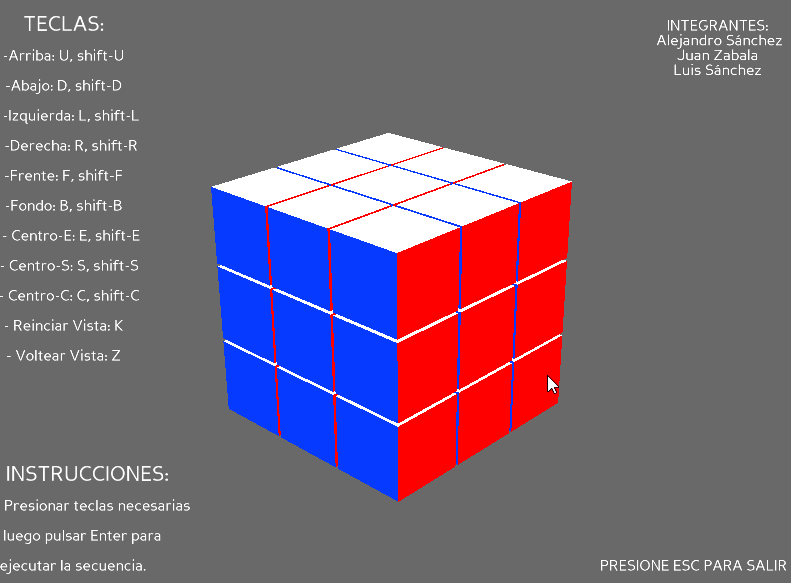 TECLAS:
-Arriba: U, shift-U
-Abajo: D, shift-D
-Izquierda: L, shift-L
-Derecha: R, shift-R
-Frente: F, shift-F
-Fondo: B, shift-B
- Centro-E: E, shift-E
- Centro-S: S, shift-S
- Centro-C: C, shift-C
- Reinciar Vista: K
- Voltear Vista: Z
INSTRUCCIONES:
Presionar teclas necesarias
luego pulsar Enter para
ejecutar la secuencia.
INTEGRANTES:
Alejandro Sánchez
Juan Zabala
Luis Sánchez
PRESIONE ESC PARA SALIR